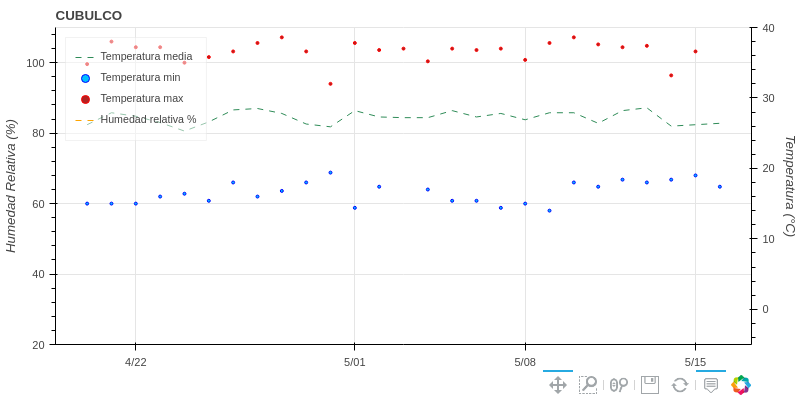 CUBULCO
Temperatura media
Temperatura min
Temperatura max
Humedad relativa %
Humedad Relativa (%)
100
80
60
40
20
Temperatura (°C)
40
30
20
10
0
4/22
5/01
5/08
5/15